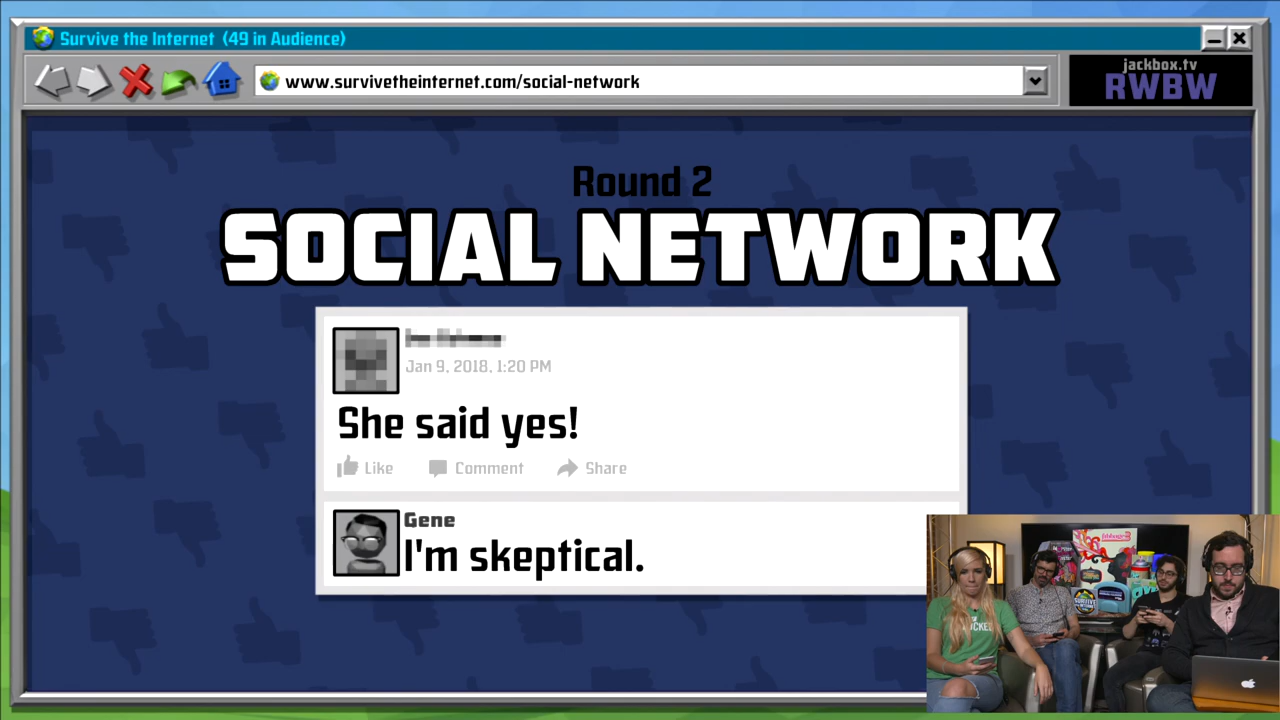 Survive the Internet (49 in Audience)
www.survivetheinternet.com/social-network
jackbox.tv
RWBW
Round 2
SOCIAL NETWORK
Jan 9, 2018, 1:20 PM
She said yes!
Like Comment Share
Gene
I'm skeptical.